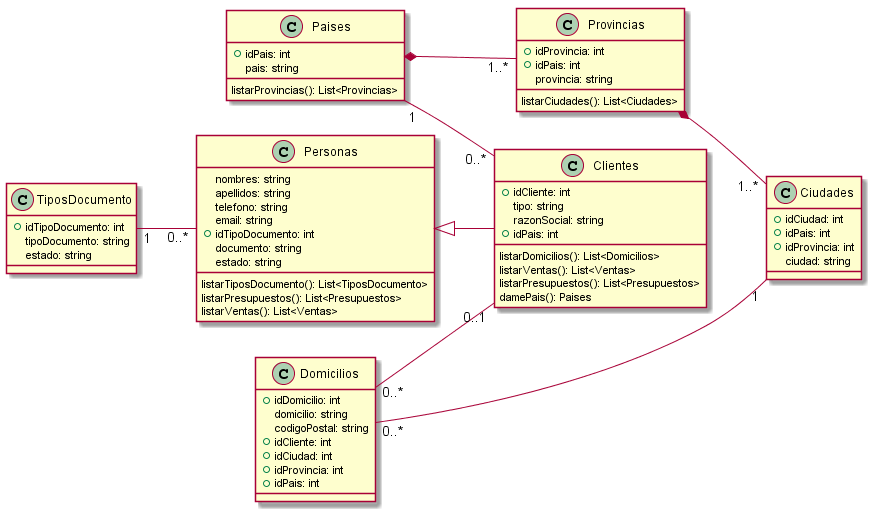 C Paises
idPais: int
pais: string
listarProvincias(): List<Provincias>
C Provincias
idProvincia: int
idPais: int
provincia: string
listarCiudades(): List<Ciudades>
1..*
1
0..*
C Personas
nombres: string
apellidos: string
telefono: string
email: string
idTipoDocumento: int
documento: string
estado: string
listarTiposDocumento(): List<TiposDocumento>
listarPresupuestos(): List<Presupuestos>
listarVentas(): List<Ventas>
C Clientes
idCliente: int
tipo: string
razonSocial: string
idPais: int
listarDomicilios(): List<Domicilios>
listarVentas(): List<Ventas>
listarPresupuestos(): List<Presupuestos>
damePais(): Paises
C TiposDocumento
idTipoDocumento: int
tipoDocumento: string
estado: string
1
0..*
1..*
C Ciudades
idCiudad: int
idPais: int
idProvincia: int
ciudad: string
1
0..1
0..*
0..*
C Domicilios
idDomicilio: int
domicilio: string
codigoPostal: string
idCliente: int
idCiudad: int
idProvincia: int
idPais: int